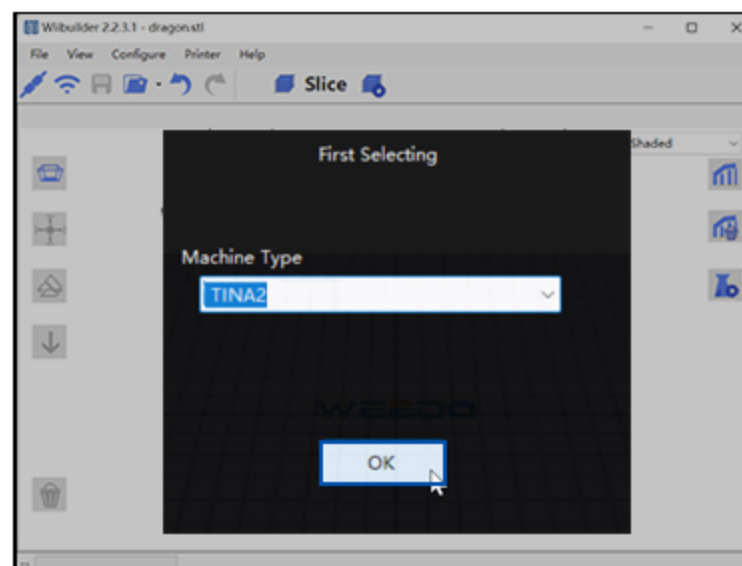 Wiibuilder 2.2.3.1 - dragon.stl
File View Configure Printer Help
Slice
Shaded
First Selecting
Machine Type
TINA2
WEEDO
OK